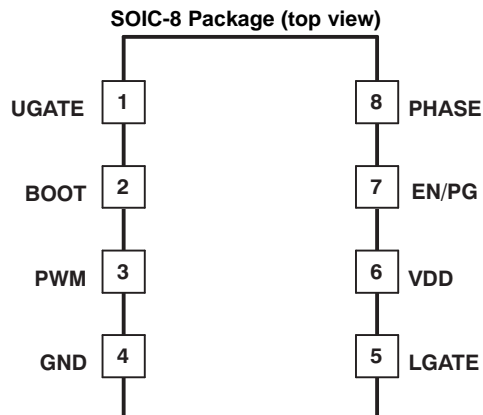 SOIC-8 Package (top view)
UGATE 1 8 PHASE
BOOT 2 7 EN/PG
PWM 3 6 VDD
GND 4 5 LGATE